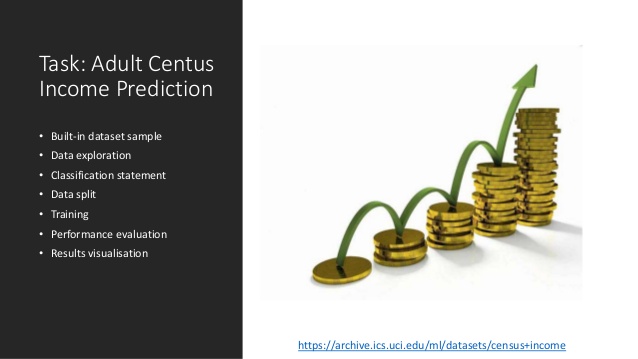 Task: Adult Centus
Income Prediction
• Built-in dataset sample
• Data exploration
• Classification statement
• Data split
• Training
• Performance evaluation
• Results visualisation
https://archive.ics.uci.edu/ml/datasets/census+income